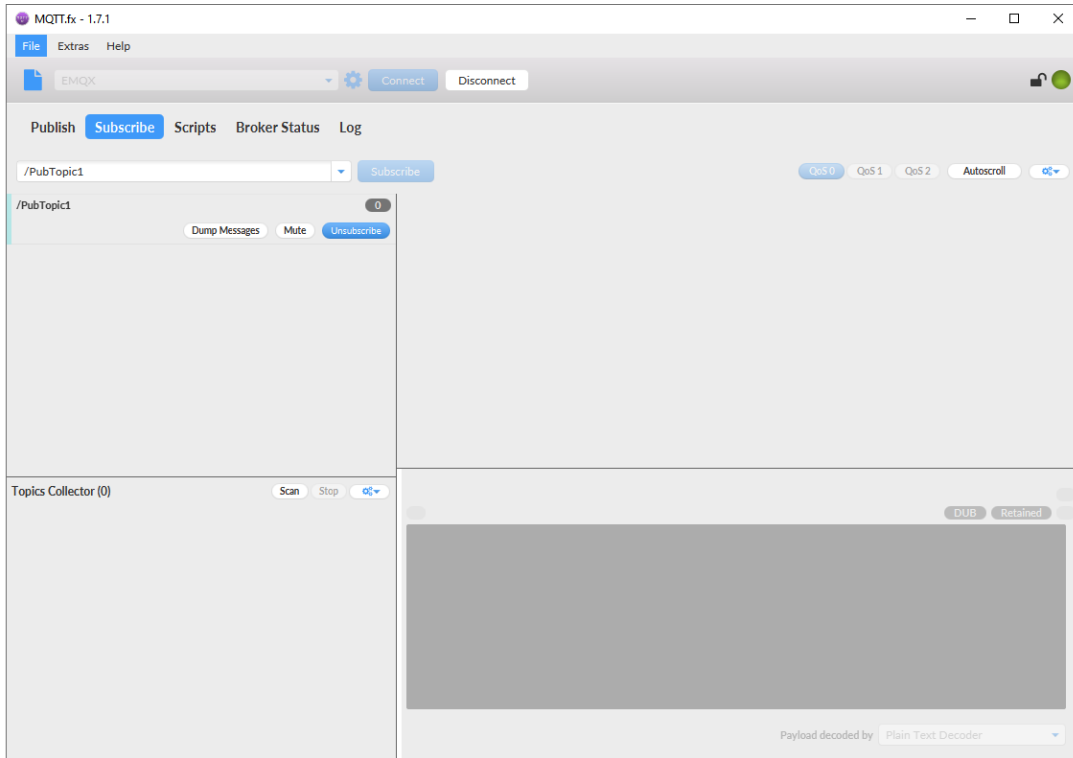 MQTT.fx - 1.7.1
File Extras Help
EMQX Connect Disconnect
Publish Subscribe Scripts Broker Status Log
/PubTopic1 Subscribe QoS 0 QoS 1 QoS 2 Autoscroll
/PubTopic1 0
Dump Messages Mute Unsubscribe
Topics Collector (0) Scan Stop
DUB Retained
Payload decoded by Plain Text Decoder